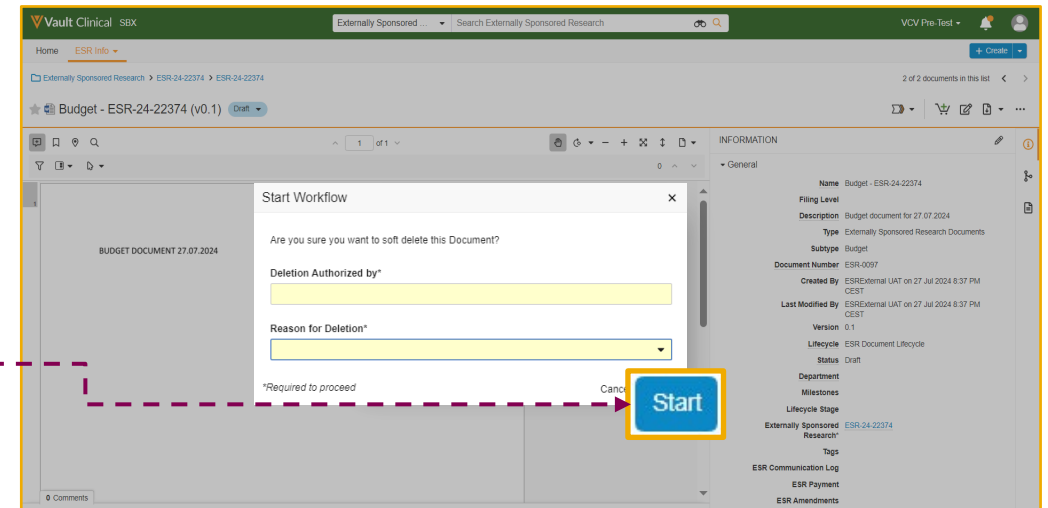 Vault Clinical SBX
Externally Sponsored ... Search Externally Sponsored Research
VCV Pre-Test
Home ESR Info
+ Create
Externally Sponsored Research > ESR-24-22374 > ESR-24-22374
2 of 2 documents in this list
Budget - ESR-24-22374 (v0.1) Draft
1 of 1
0
BUDGET DOCUMENT 27.07.2024
0 Comments
Start Workflow
Are you sure you want to soft delete this Document?
Deletion Authorized by*
Reason for Deletion*
*Required to proceed
Start
INFORMATION
General
Name Budget - ESR-24-22374
Filing Level
Description Budget document for 27.07.2024
Type Externally Sponsored Research Documents
Subtype Budget
Document Number ESR-0097
Created By ESRExternal UAT on 27 Jul 2024 8:37 PM
CEST
Last Modified By ESRExternal UAT on 27 Jul 2024 8:37 PM
CEST
Version 0.1
Lifecycle ESR Document Lifecycle
Status Draft
Department
Milestones
Lifecycle Stage
Externally Sponsored ESR-24-22374
Research*
Tags
ESR Communication Log
ESR Payment
ESR Amendments